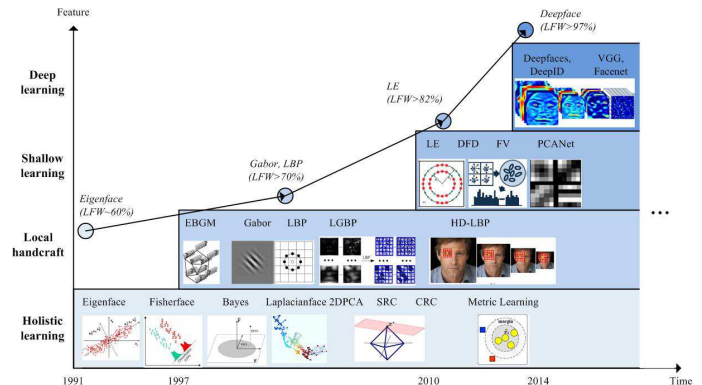 Feature
Deepface
(LFW>97%)
Deep
learning
Deepfaces,
DeepID
VGG,
Facenet
LE
(LFW>82%)
Shallow
learning
LE DFD FV PCANet
Gabor, LBP
(LFW>70%)
Eigenface
(LFW~60%)
Local
handcraft
EBGM Gabor LBP LGBP HD-LBP
LBP
...
Holistic
learning
Eigenface Fisherface Bayes Laplacianface 2DPCA SRC CRC Metric Learning
1991 1997 2010 2014 Time